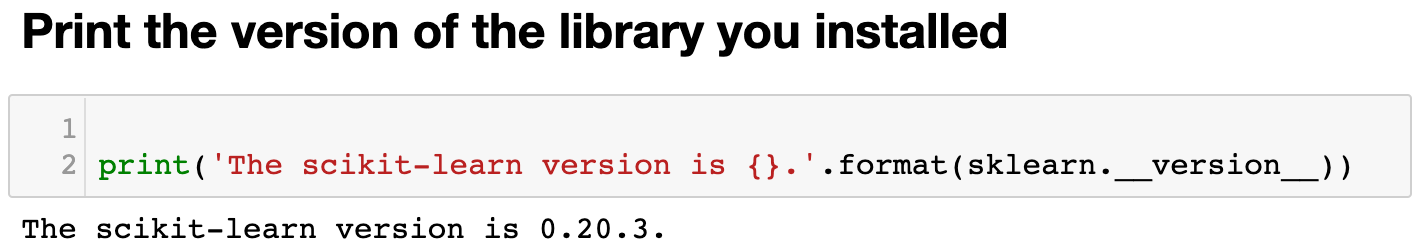 Print the version of the library you installed
1
2 print('The scikit-learn version is {}.'.format(sklearn.__version__))
The scikit-learn version is 0.20.3.